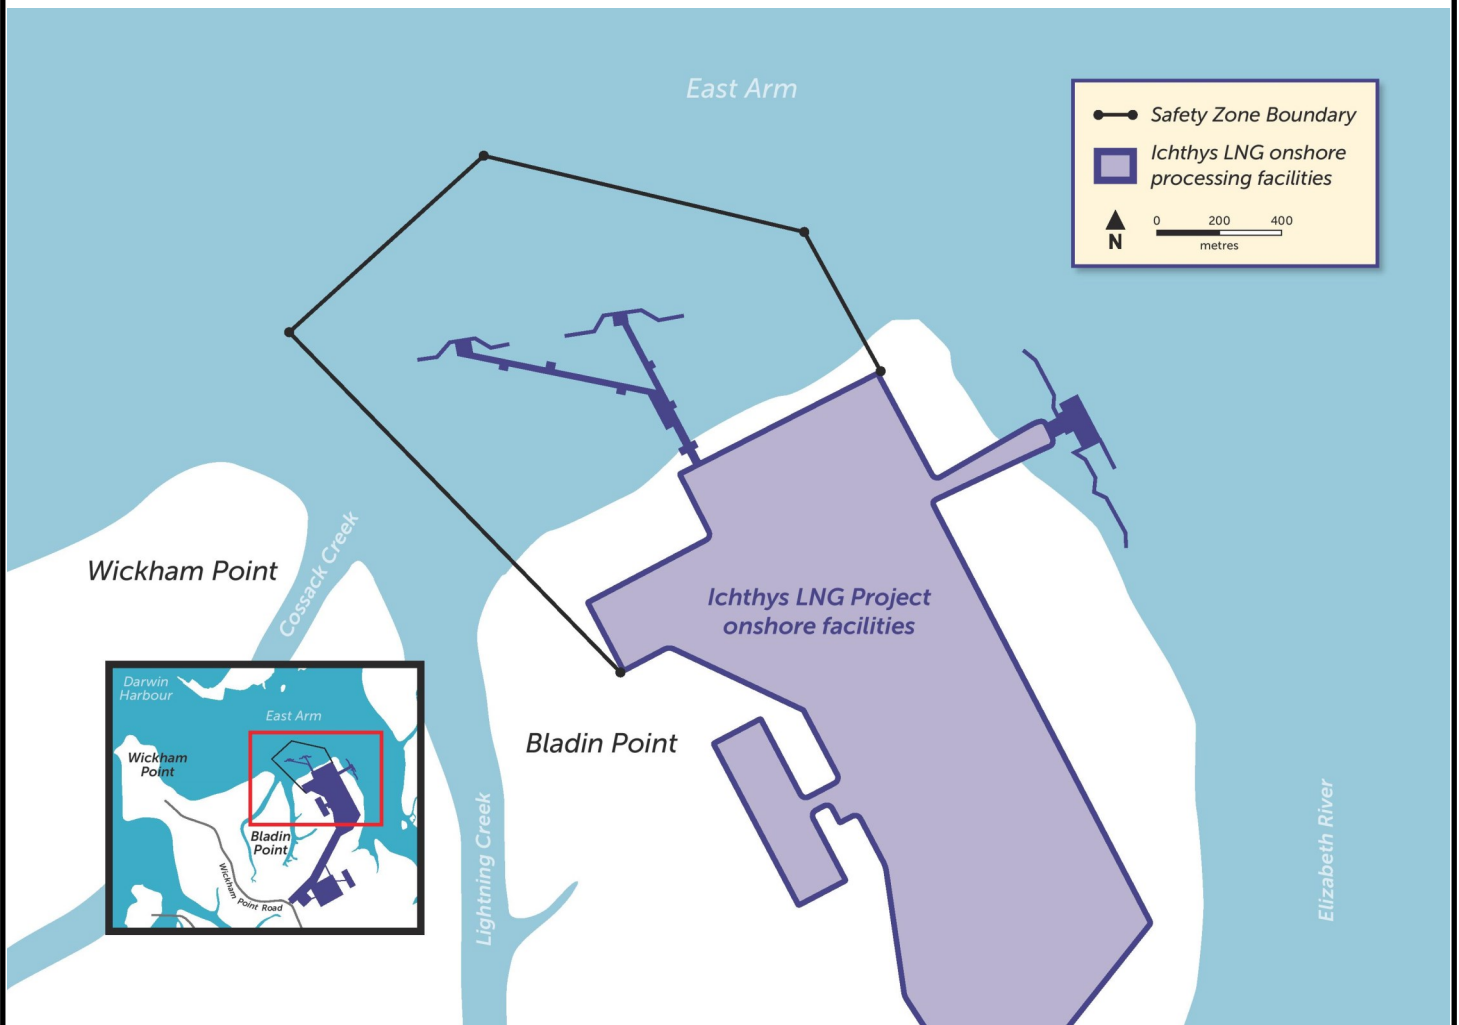 East Arm
Safety Zone Boundary
Ichthys LNG onshore
processing facilities
N
0 200 400
metres
Wickham Point
Cossack Creek
Ichthys LNG Project
onshore facilities
Bladin Point
Lightning Creek
Elizabeth River
Darwin
Harbour
East Arm
Wickham
Point
Bladin
Point
Wickham Point Road